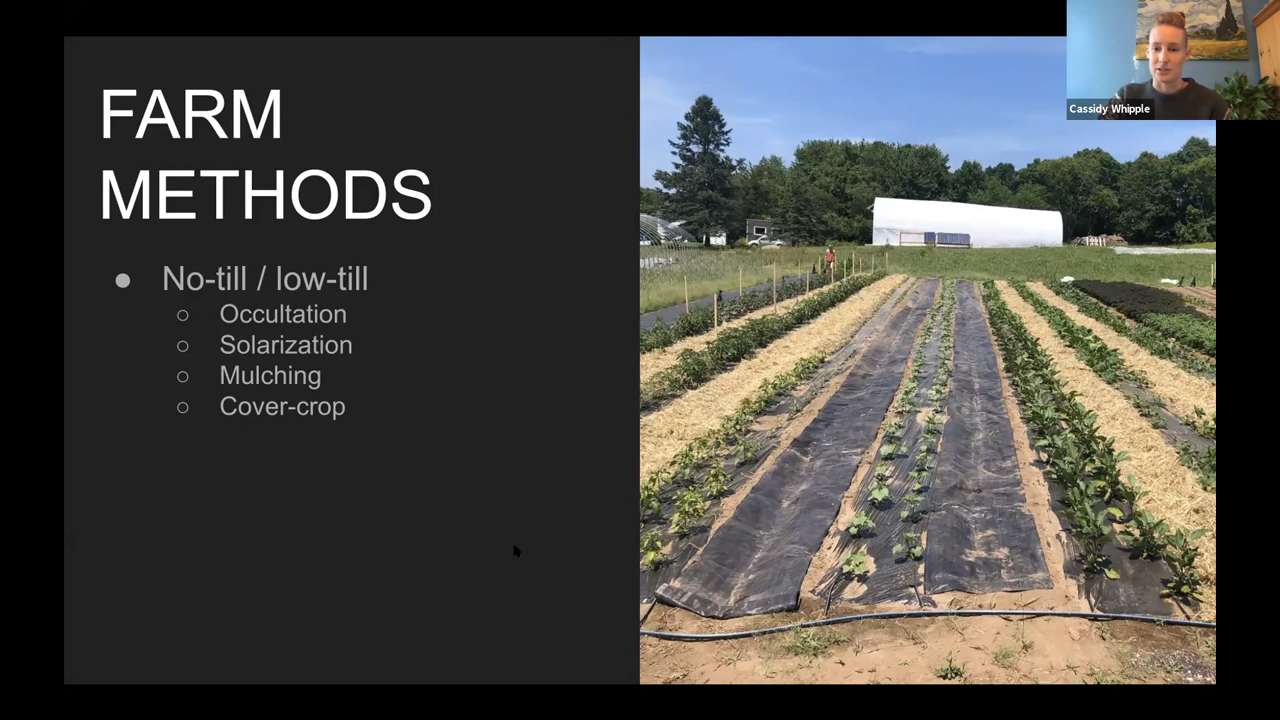 FARM
METHODS
● No-till / low-till
○ Occultation
○ Solarization
○ Mulching
○ Cover-crop
Cassidy Whipple